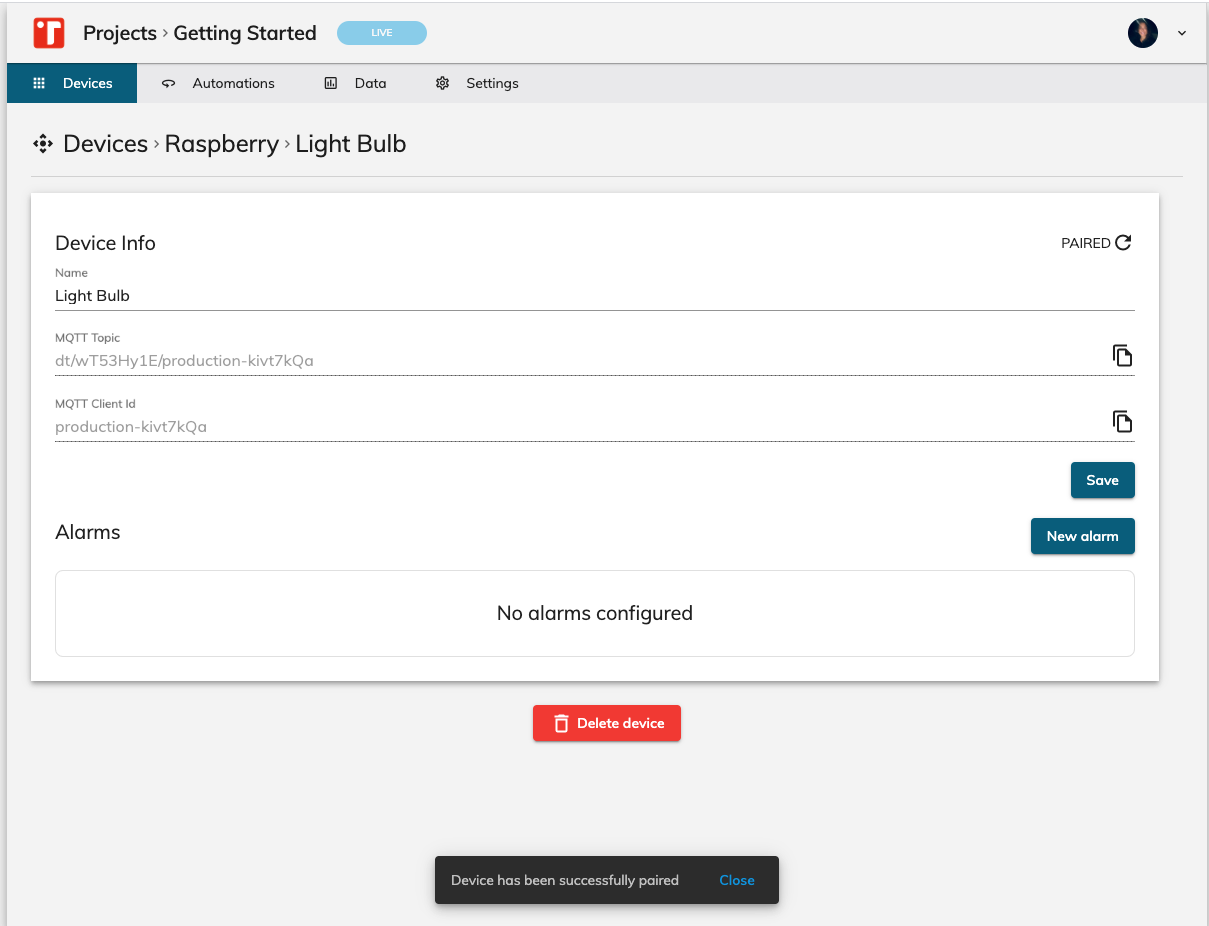 Projects › Getting Started LIVE
Devices Automations Data Settings
Devices › Raspberry › Light Bulb
Device Info PAIRED
Name
Light Bulb
MQTT Topic
dt/wT53Hy1E/production-kivt7kQa
MQTT Client Id
production-kivt7kQa
Save
Alarms New alarm
No alarms configured
Delete device
Device has been successfully paired Close